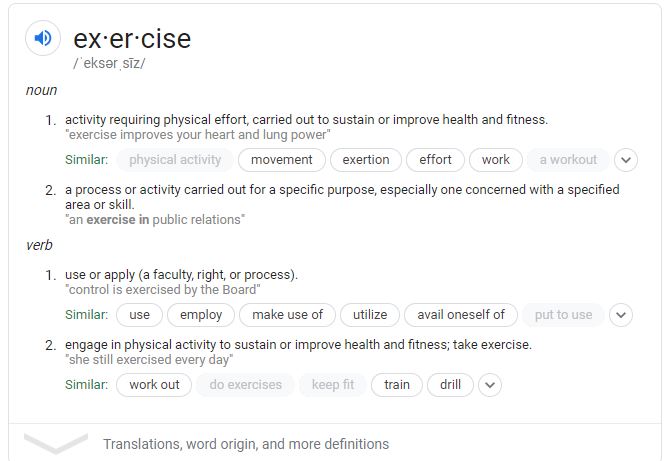 ex·er·cise
/ˈeksərˌsīz/
noun
1. activity requiring physical effort, carried out to sustain or improve health and fitness.
"exercise improves your heart and lung power"
Similar: physical activity movement exertion effort work a workout
2. a process or activity carried out for a specific purpose, especially one concerned with a specified
area or skill.
"an exercise in public relations"
verb
1. use or apply (a faculty, right, or process).
"control is exercised by the Board"
Similar: use employ make use of utilize avail oneself of put to use
2. engage in physical activity to sustain or improve health and fitness; take exercise.
"she still exercised every day"
Similar: work out do exercises keep fit train drill
Translations, word origin, and more definitions